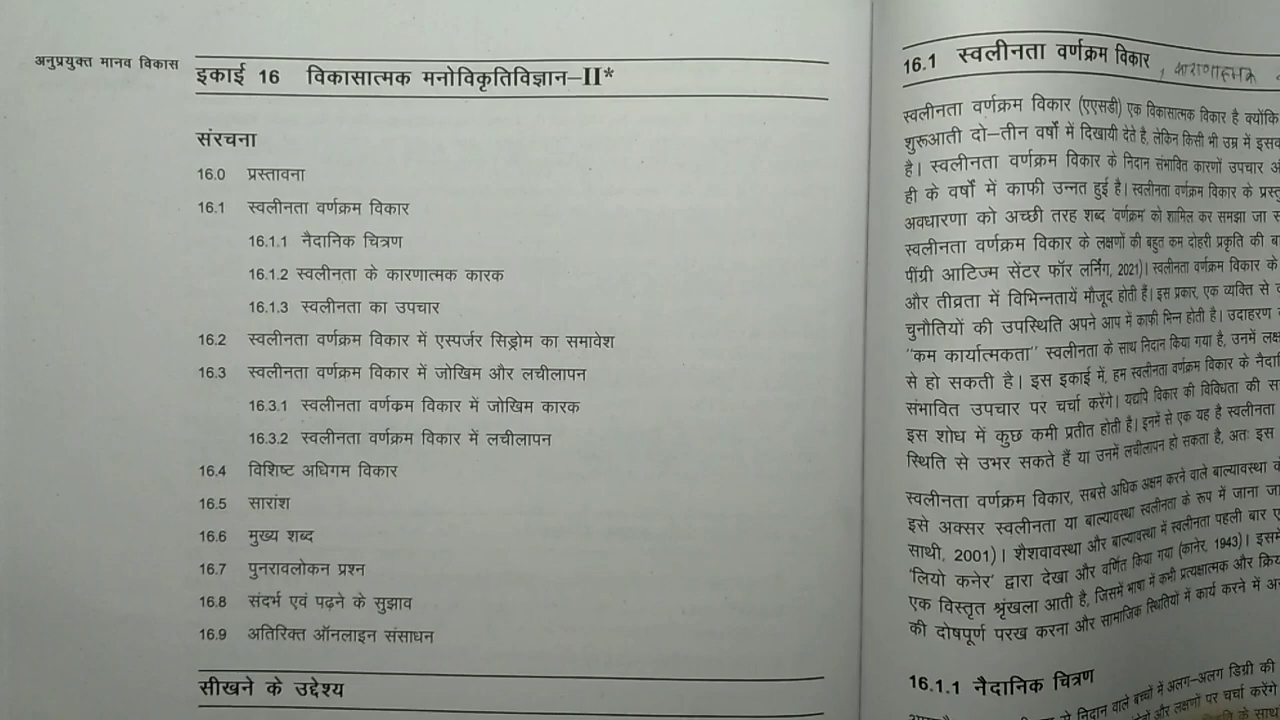 अनुप्रयुक्त मानव विकास
इकाई 16 विकासात्मक मनोविकृतिविज्ञान–II*
संरचना
16.0 प्रस्तावना
16.1 स्वलीनता वर्णक्रम विकार
16.1.1 नैदानिक चित्रण
16.1.2 स्वलीनता के कारणात्मक कारक
16.1.3 स्वलीनता का उपचार
16.2 स्वलीनता वर्णक्रम विकार में एस्पर्जर सिड्रोम का समावेश
16.3 स्वलीनता वर्णक्रम विकार में जोखिम और लचीलापन
16.3.1 स्वलीनता वर्णकम विकार में जोखिम कारक
16.3.2 स्वलीनता वर्णक्रम विकार में लचीलापन
16.4 विशिष्ट अधिगम विकार
16.5 सारांश
16.6 मुख्य शब्द
16.7 पुनरावलोकन प्रश्न
16.8 संदर्भ एवं पढ़ने के सुझाव
16.9 अतिरिक्त ऑनलाइन संसाधन
सीखने के उद्देश्य
16.1 स्वलीनता वर्णक्रम विकार , कारणात्मक
स्वलीनता वर्णक्रम विकार (एएसडी) एक विकासात्मक विकार है क्योंकि
शुरूआती दो–तीन वर्षों में दिखायी देते है, लेकिन किसी भी उम्र में
है। स्वलीनता वर्णक्रम विकार के निदान संभावित कारणों उपचार
ही के वर्षों में काफी उन्नत हुई है। स्वलीनता वर्णक्रम विकार के
अवधारणा को अच्छी तरह शब्द 'वर्णक्रम' को शामिल कर समझा जा
स्वलीनता वर्णक्रम विकार के लक्षणों की बहुत कम दोहरी प्रकृति की
पींग्री आटिज्म सेंटर फॉर लर्निंग, 2021)। स्वलीनता वर्णक्रम विकार के
और तीव्रता में विभिन्नतायें मौजूद होती हैं। इस प्रकार, एक व्यक्ति से
चुनौतियों की उपस्थिति अपने आप में काफी भिन्न होती है। उदाहरण
"कम कार्यात्मकता" स्वलीनता के साथ निदान किया गया है, उनमें
से हो सकती है। इस इकाई में, हम स्वलीनता वर्णक्रम विकार के
संभावित उपचार पर चर्चा करेंगे। यद्यपि विकार की विविधता की
इस शोध में कुछ कमी प्रतीत होती है। इनमें से एक यह है स्वलीनता
स्थिति से उभर सकते हैं या उनमें लचीलापन हो सकता है, अतः इस
स्वलीनता वर्णक्रम विकार, सबसे अधिक अक्षम करने वाले बाल्यावस्था
इसे अक्सर स्वलीनता या बाल्यावस्था स्वलीनता के रूप में जाना
साथी, 2001)। शैशवावस्था और बाल्यावस्था में स्वलीनता पहली बार
'लियो कनेर' द्वारा देखा और वर्णित किया गया (कानेर, 1943)।
एक विस्तृत श्रृंखला आती है, जिसमें भाषा में कमी प्रत्यक्षात्मक और
की दोषपूर्ण परख करना और सामाजिक स्थितियों में कार्य करने में
16.1.1 नैदानिक चित्रण
से निदान वाले बच्चों में अलग–अलग डिग्री की
और लक्षणों पर चर्चा करेंगे